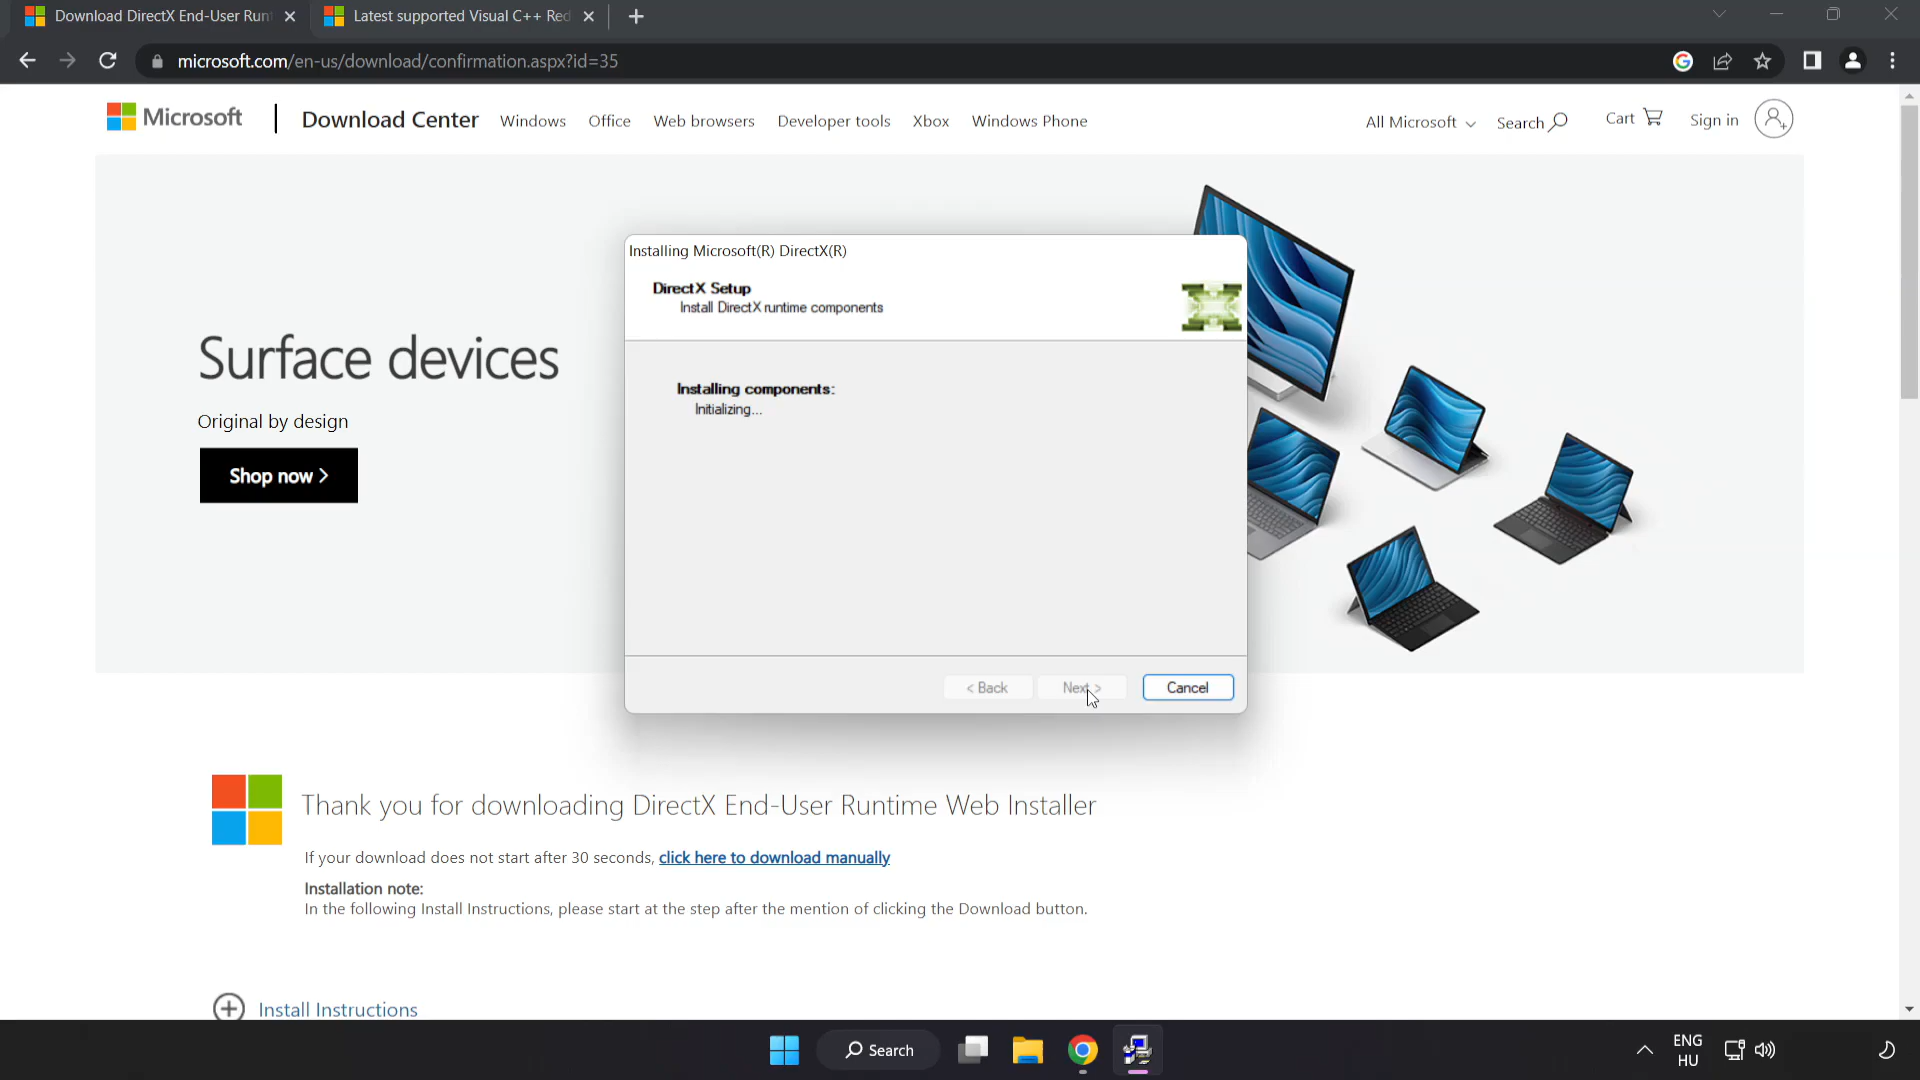 Download DirectX End-User Run
Latest supported Visual C++ Red
microsoft.com/en-us/download/confirmation.aspx?id=35
Microsoft
Download Center
Windows
Office
Web browsers
Developer tools
Xbox
Windows Phone
All Microsoft
Search
Cart
Sign in
Surface devices
Original by design
Shop now >
Installing Microsoft(R) DirectX(R)
DirectX Setup
Install DirectX runtime components
Installing components:
Initializing...
< Back
Next >
Cancel
Thank you for downloading DirectX End-User Runtime Web Installer
If your download does not start after 30 seconds, click here to download manually
Installation note:
In the following Install Instructions, please start at the step after the mention of clicking the Download button.
Install Instructions
Search
ENG
HU